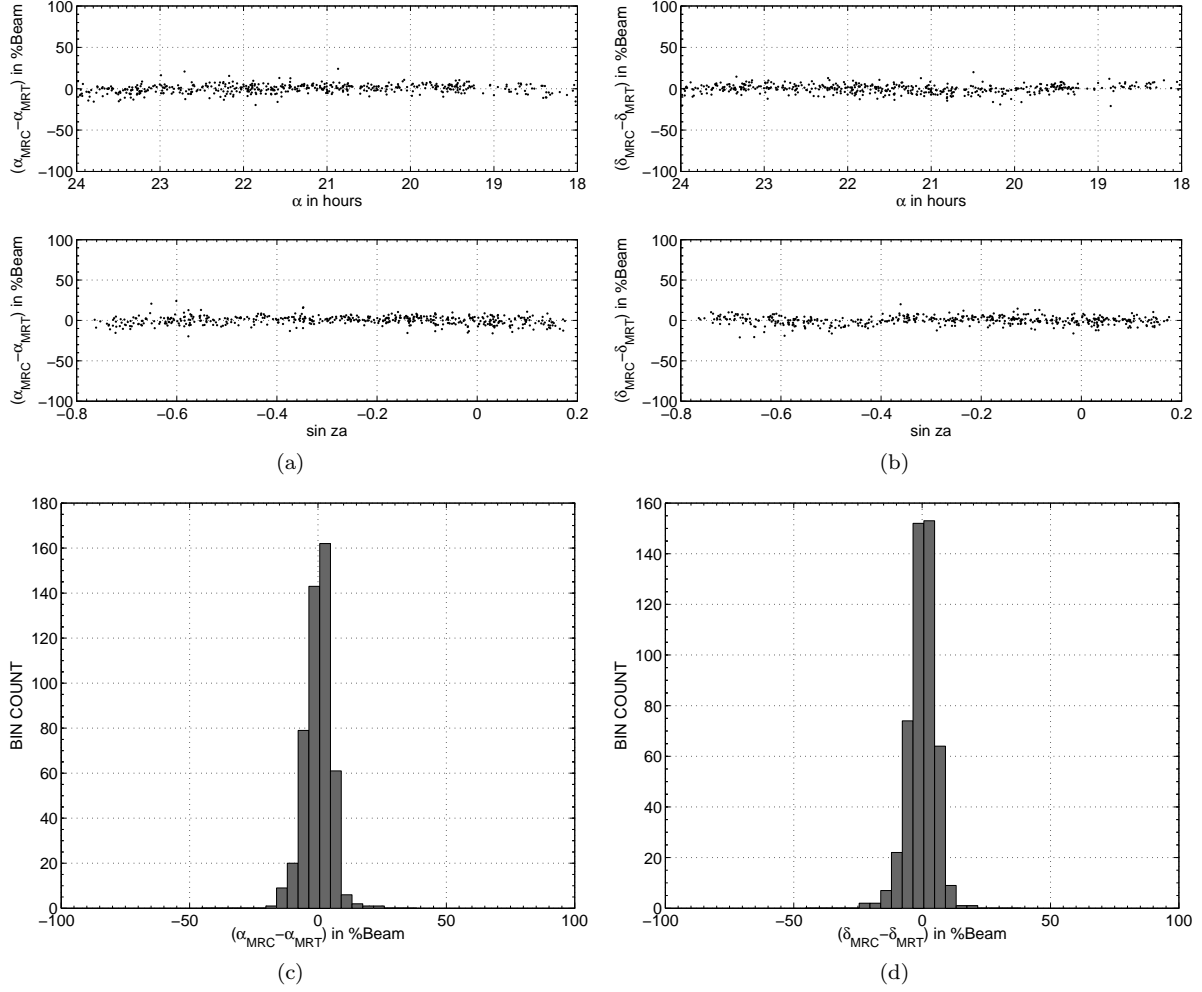 100
50
0
−50
−100
24 23 22 21 20 19 18
α in hours
(α_MRC−α_MRT) in %Beam
100
50
0
−50
−100
−0.8 −0.6 −0.4 −0.2 0 0.2
sin za
(α_MRC−α_MRT) in %Beam
(a)
100
50
0
−50
−100
24 23 22 21 20 19 18
α in hours
(δ_MRC−δ_MRT) in %Beam
100
50
0
−50
−100
−0.8 −0.6 −0.4 −0.2 0 0.2
sin za
(δ_MRC−δ_MRT) in %Beam
(b)
180
160
140
120
100
80
60
40
20
0
BIN COUNT
−100 −50 0 50 100
(α_MRC−α_MRT) in %Beam
(c)
160
140
120
100
80
60
40
20
0
BIN COUNT
−100 −50 0 50 100
(δ_MRC−δ_MRT) in %Beam
(d)